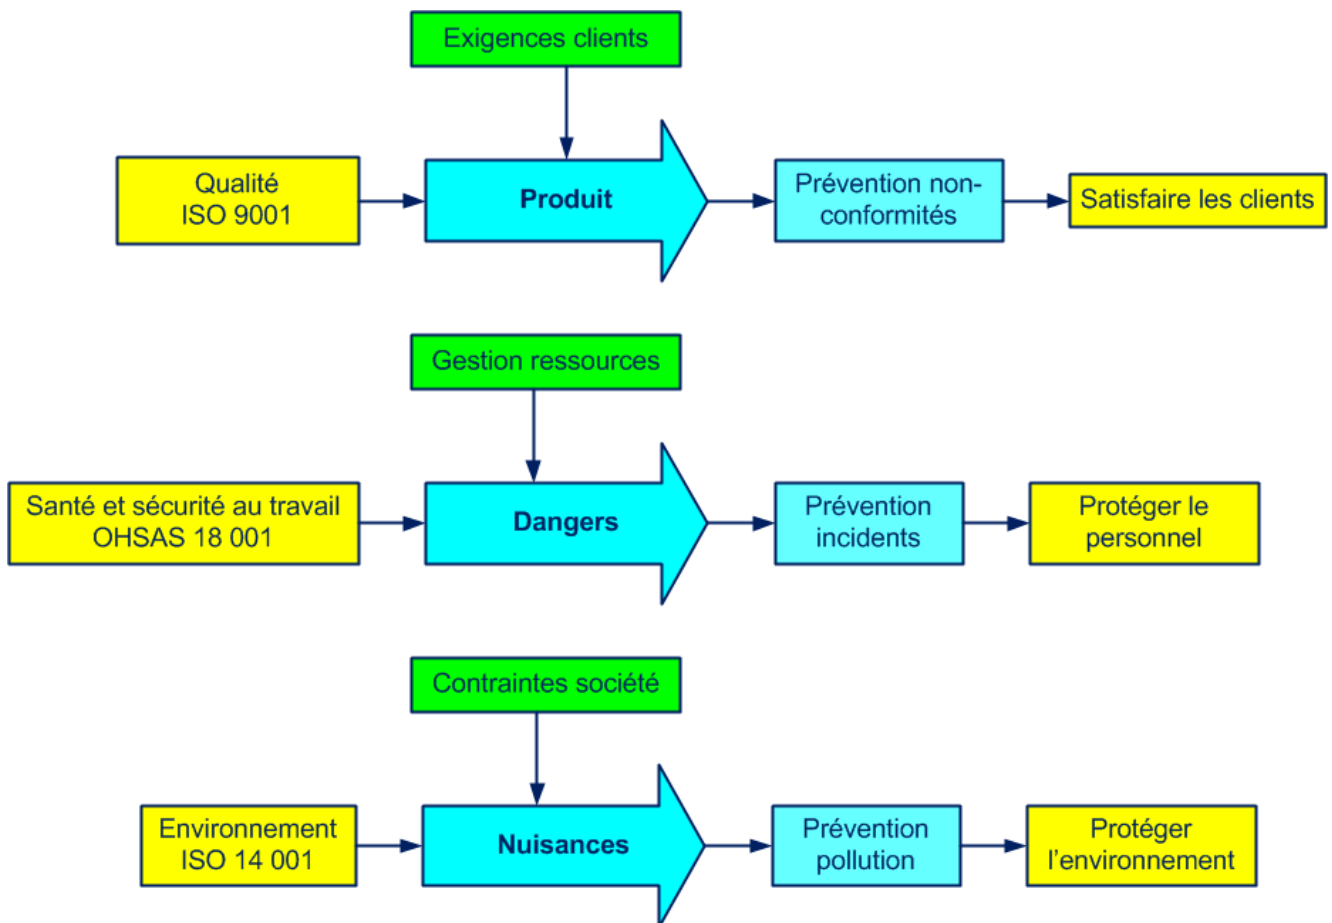 Exigences clients
Qualité
ISO 9001
Produit
Prévention non-
conformités
Satisfaire les clients
Gestion ressources
Santé et sécurité au travail
OHSAS 18 001
Dangers
Prévention
incidents
Protéger le
personnel
Contraintes société
Environnement
ISO 14 001
Nuisances
Prévention
pollution
Protéger
l’environnement